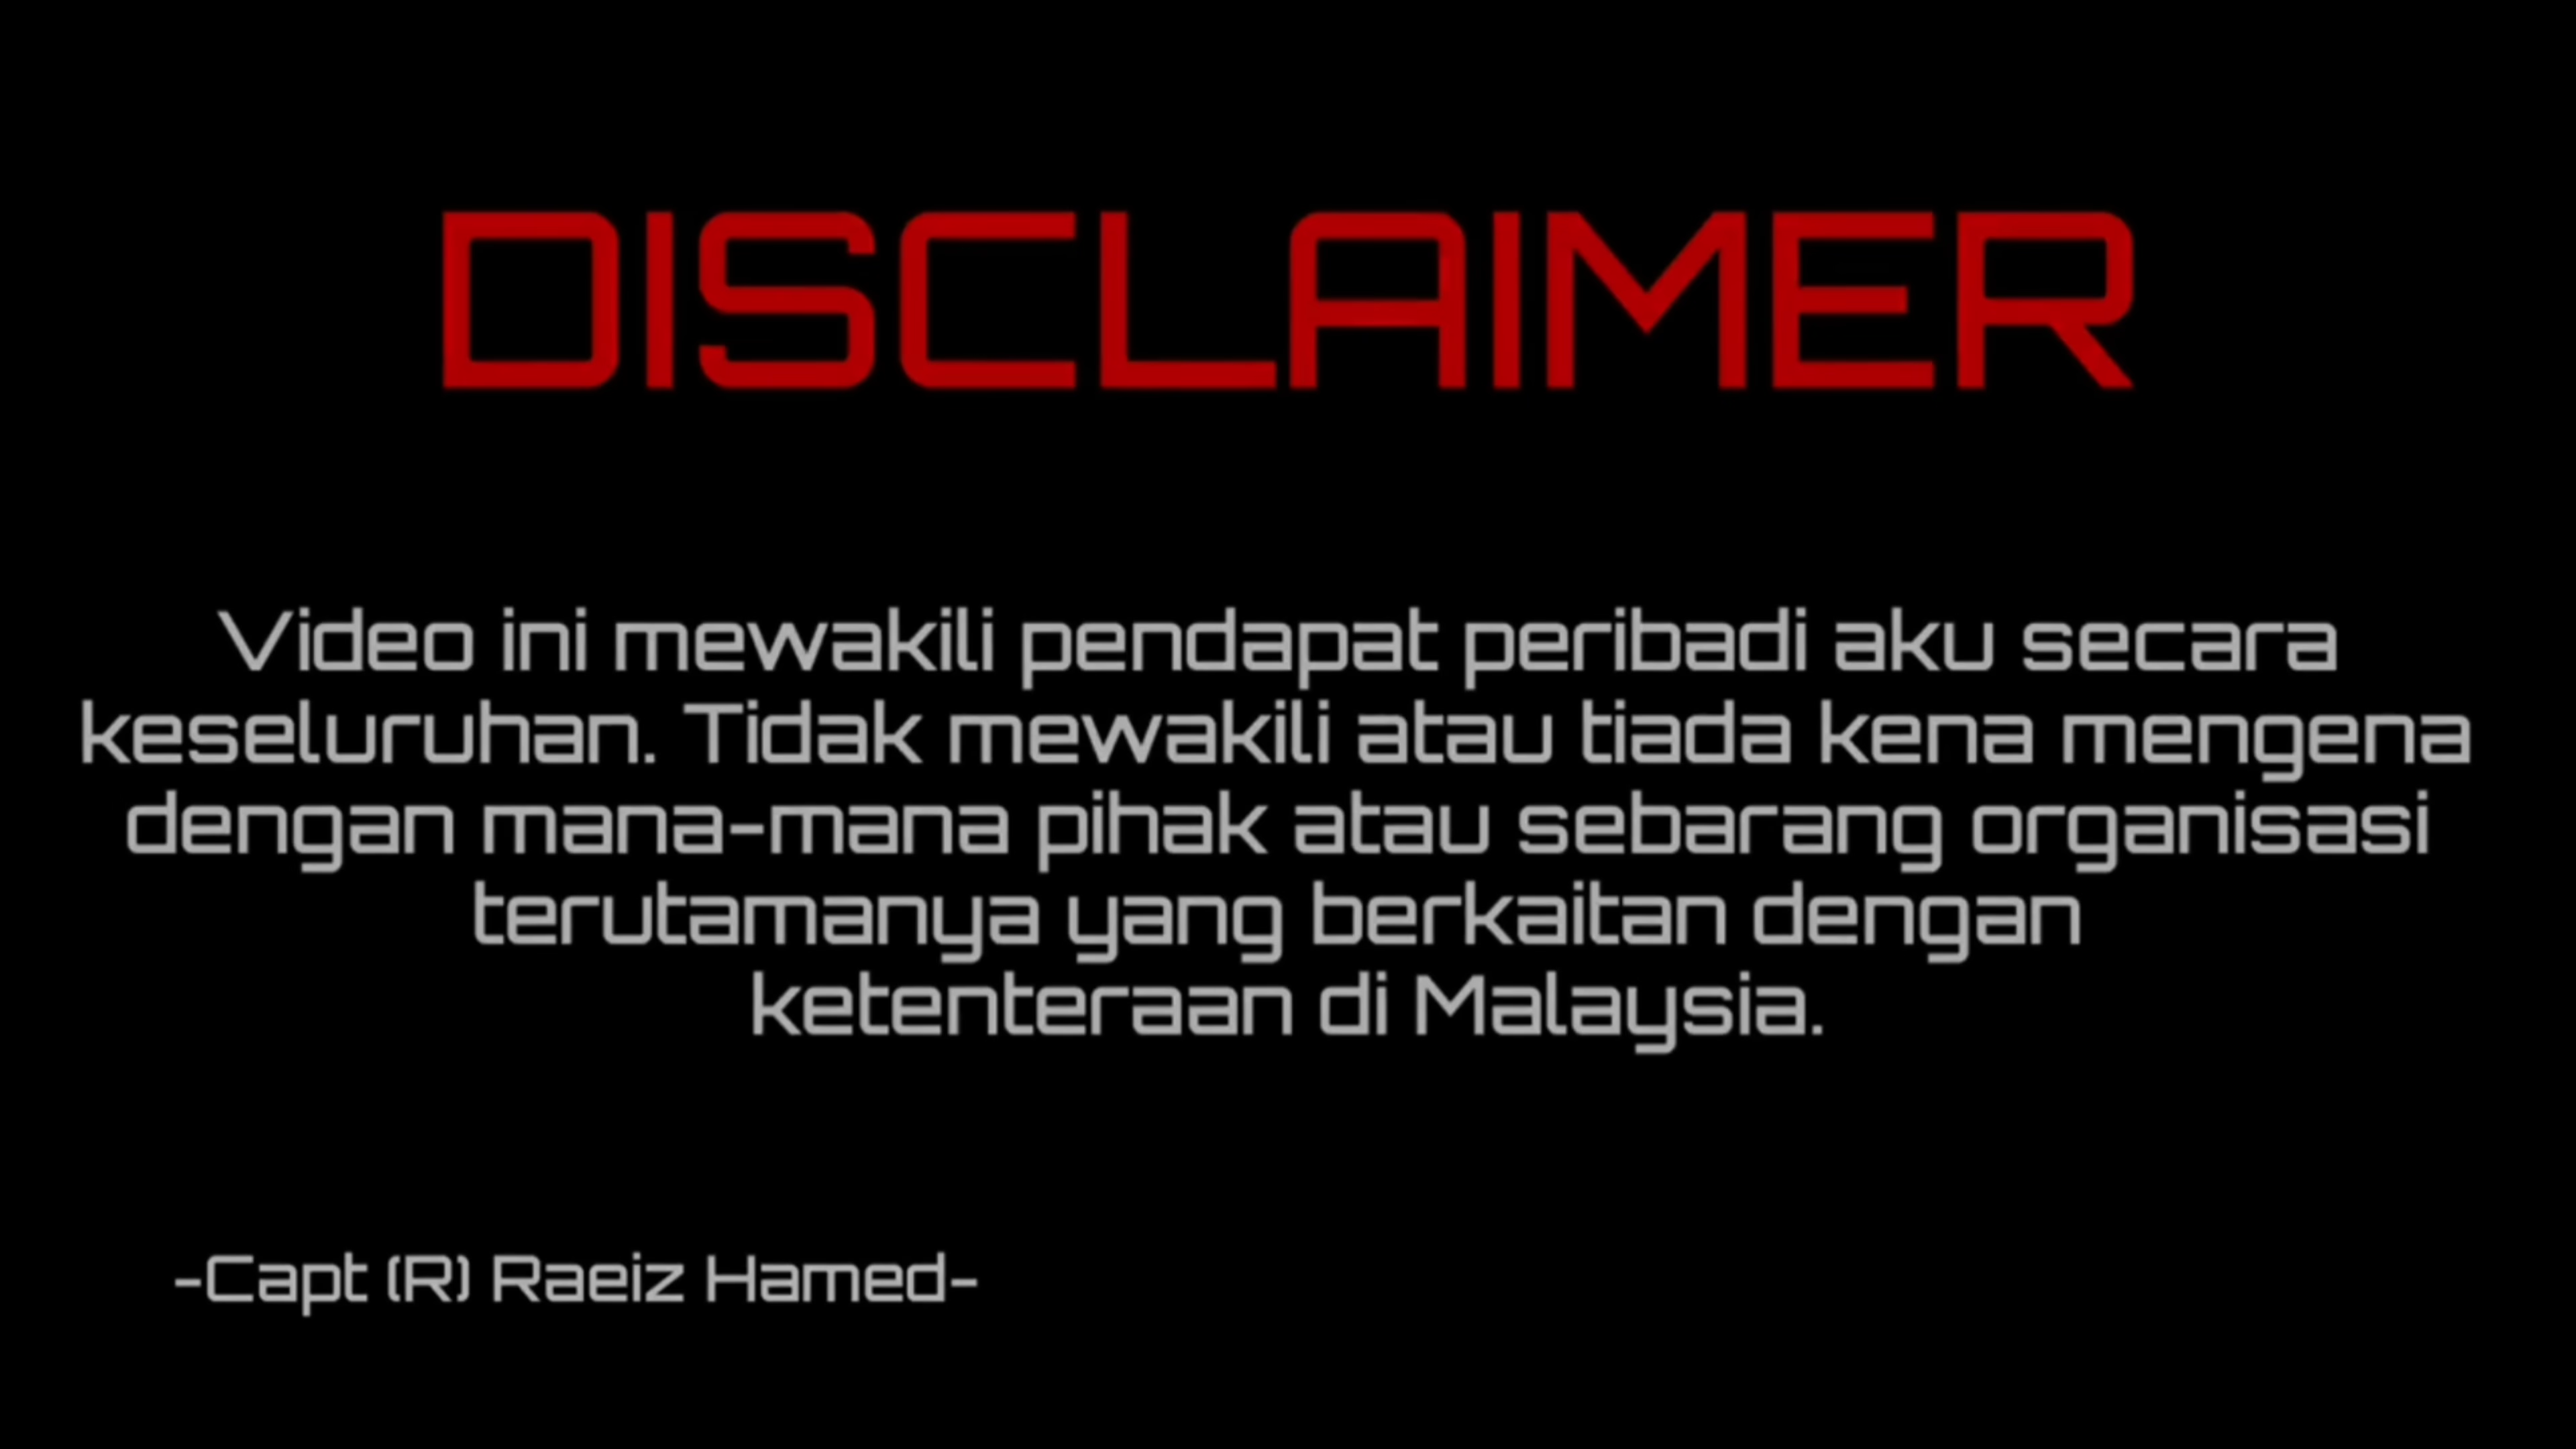 DISCLAIMER
Video ini mewakili pendapat peribadi aku secara
keseluruhan. Tidak mewakili atau tiada kena mengena
dengan mana-mana pihak atau sebarang organisasi
terutamanya yang berkaitan dengan
ketenteraan di Malaysia.
-Capt (R) Raeiz Hamed-